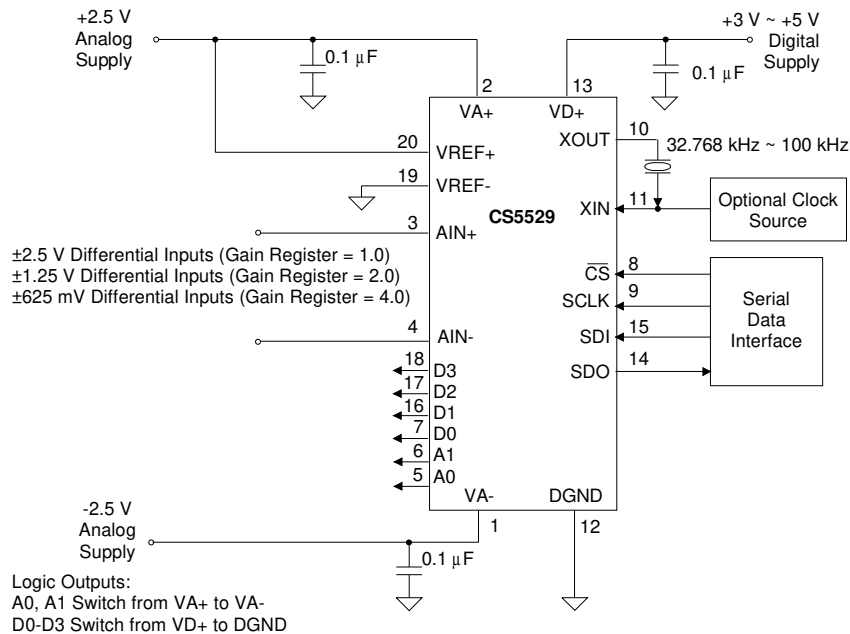 +2.5 V
Analog
Supply
0.1 μF
2
VA+
13
VD+
+3 V ~ +5 V
Digital
Supply
0.1 μF
20
VREF+
19
VREF-
3
AIN+
CS5529
XOUT
10
32.768 kHz ~ 100 kHz
XIN
11
Optional Clock
Source
±2.5 V Differential Inputs (Gain Register = 1.0)
±1.25 V Differential Inputs (Gain Register = 2.0)
±625 mV Differential Inputs (Gain Register = 4.0)
CS
8
SCLK
9
SDI
15
SDO
14
Serial
Data
Interface
4
AIN-
18
D3
17
D2
16
D1
7
D0
6
A1
5
A0
VA-
1
DGND
12
-2.5 V
Analog
Supply
0.1 μF
Logic Outputs:
A0, A1 Switch from VA+ to VA-
D0-D3 Switch from VD+ to DGND